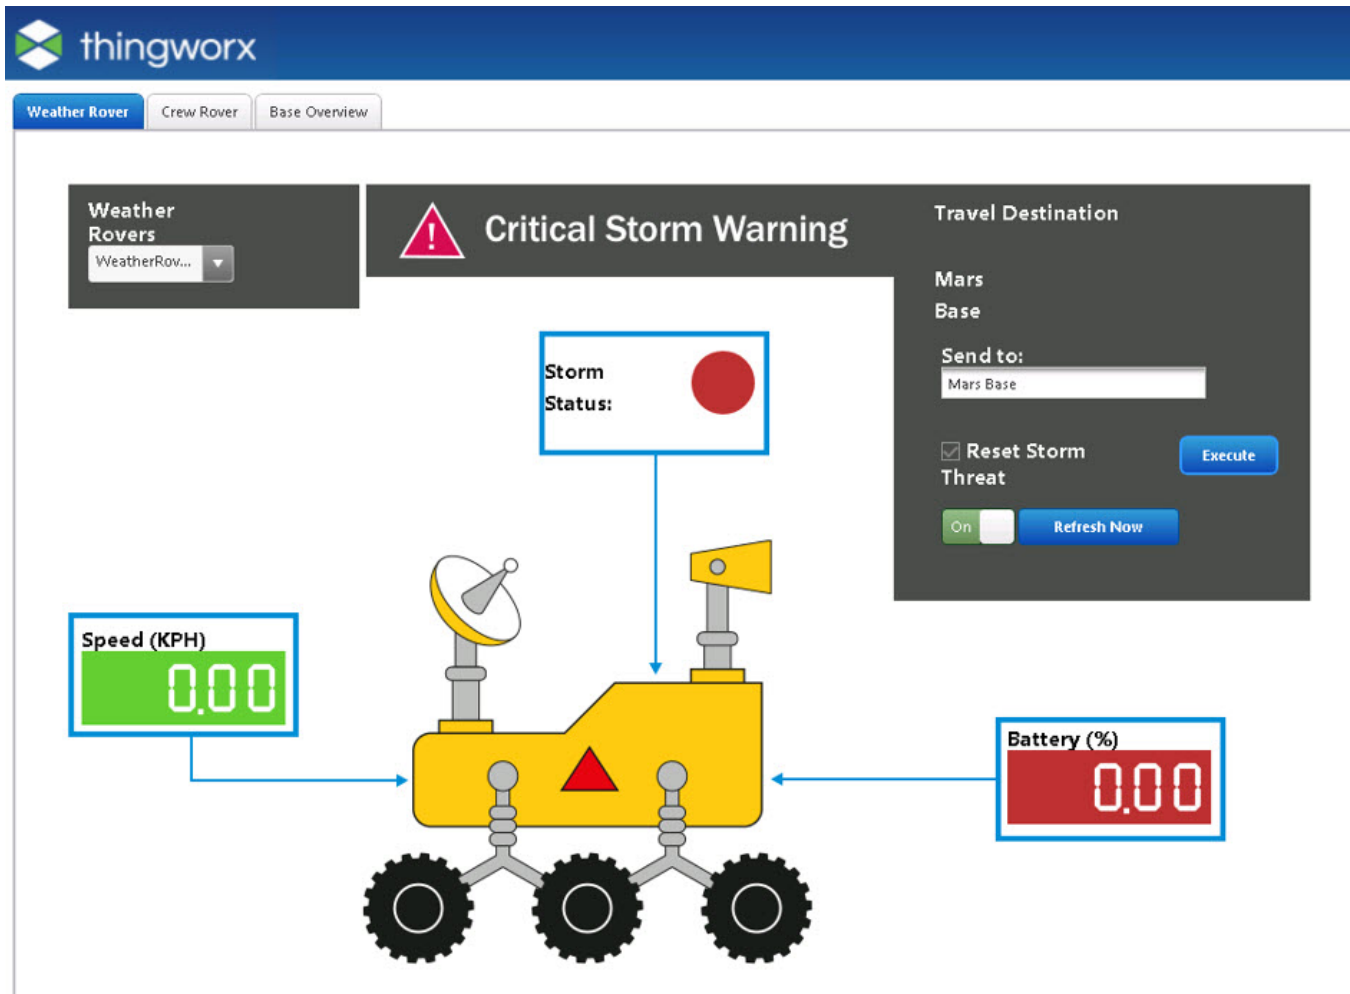 thingworx
Weather Rover
Crew Rover
Base Overview
Weather
Rovers
WeatherRov...
! Critical Storm Warning
Travel Destination
Mars
Base
Send to:
Mars Base
Reset Storm
Threat
Execute
On
Refresh Now
Storm
Status:
Speed (KPH)
0.00
Battery (%)
0.00